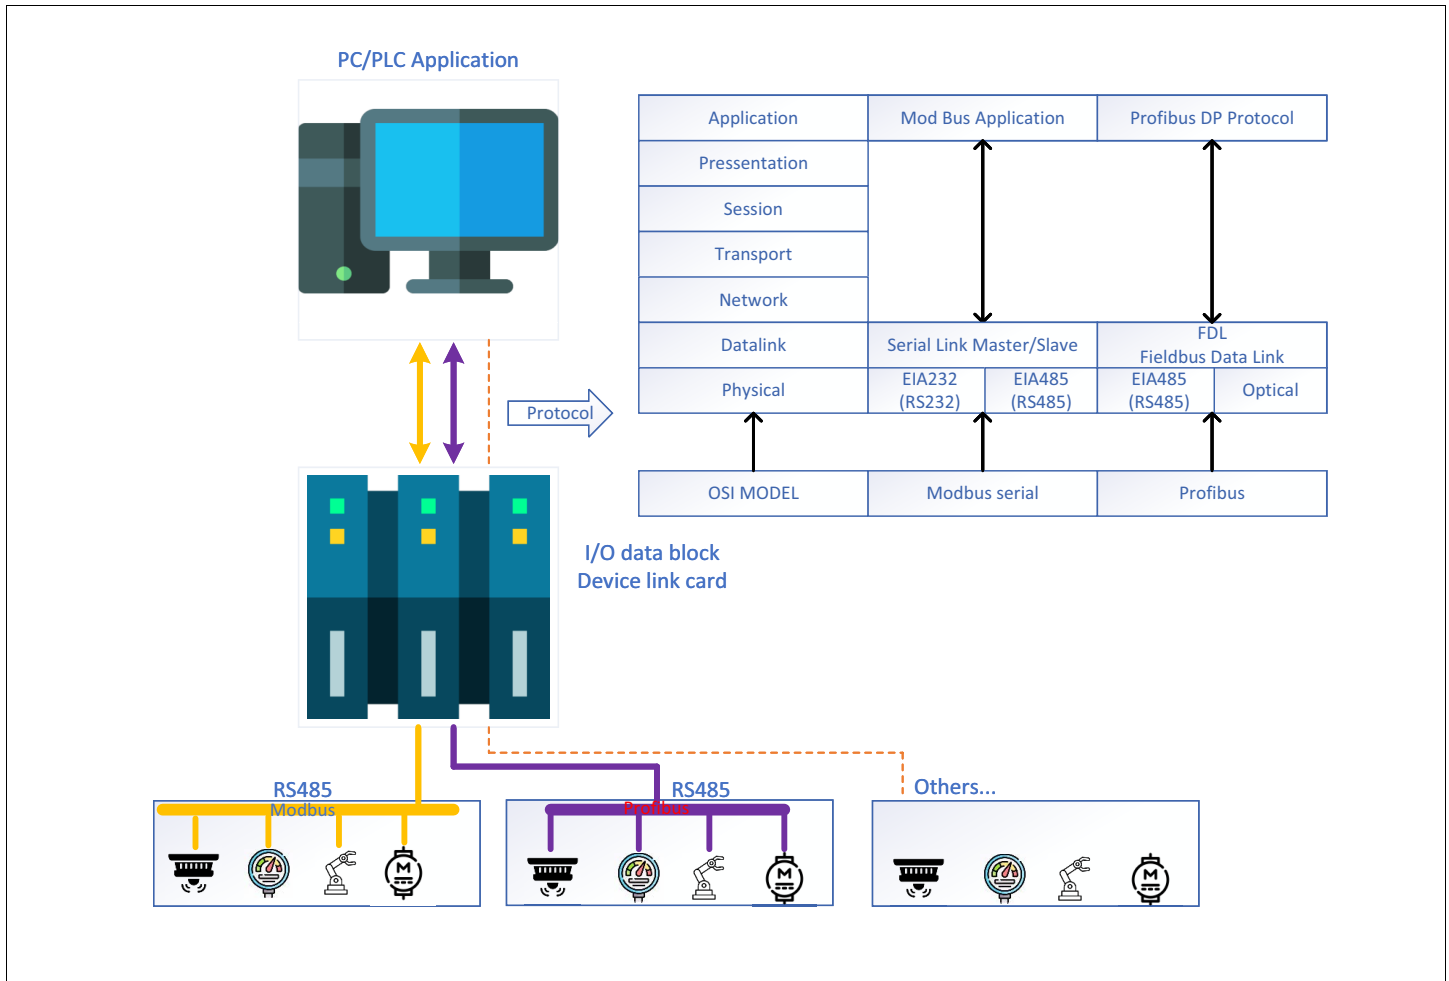 PC/PLC Application
Application
Mod Bus Application
Profibus DP Protocol
Pressentation
Session
Transport
Network
Datalink
Serial Link Master/Slave
FDL
Fieldbus Data Link
Physical
EIA232
(RS232)
EIA485
(RS485)
EIA485
(RS485)
Optical
Protocol
OSI MODEL
Modbus serial
Profibus
I/O data block
Device link card
RS485
Modbus
M
RS485
Profibus
M
Others...
M